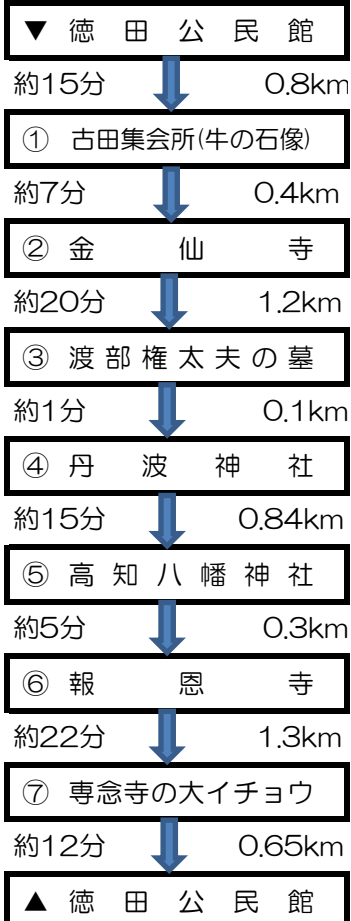 ▼ 徳田公民館
約15分 0.8km
① 古田集会所(牛の石像)
約7分 0.4km
② 金仙寺
約20分 1.2km
③ 渡部権太夫の墓
約1分 0.1km
④ 丹波神社
約15分 0.84km
⑤ 高知八幡神社
約5分 0.3km
⑥ 報恩寺
約22分 1.3km
⑦ 専念寺の大イチョウ
約12分 0.65km
▲ 徳田公民館